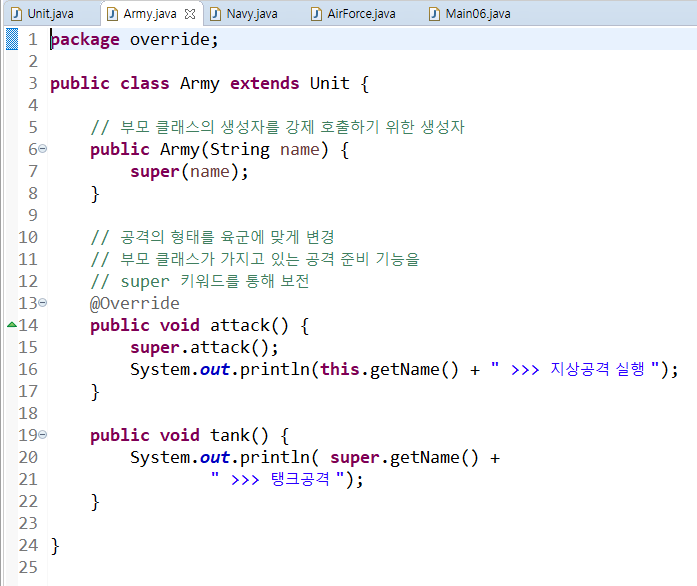 Unit.java Army.java Navy.java AirForce.java Main06.java
1 package override;
2
3 public class Army extends Unit {
4
5 // 부모 클래스의 생성자를 강제 호출하기 위한 생성자
6 public Army(String name) {
7 super(name);
8 }
9
10 // 공격의 형태를 육군에 맞게 변경
11 // 부모 클래스가 가지고 있는 공격 준비 기능을
12 // super 키워드를 통해 보전
13 @Override
14 public void attack() {
15 super.attack();
16 System.out.println(this.getName() + " >>> 지상공격 실행 ");
17 }
18
19 public void tank() {
20 System.out.println( super.getName() +
21 " >>> 탱크공격 ");
22 }
23
24 }
25